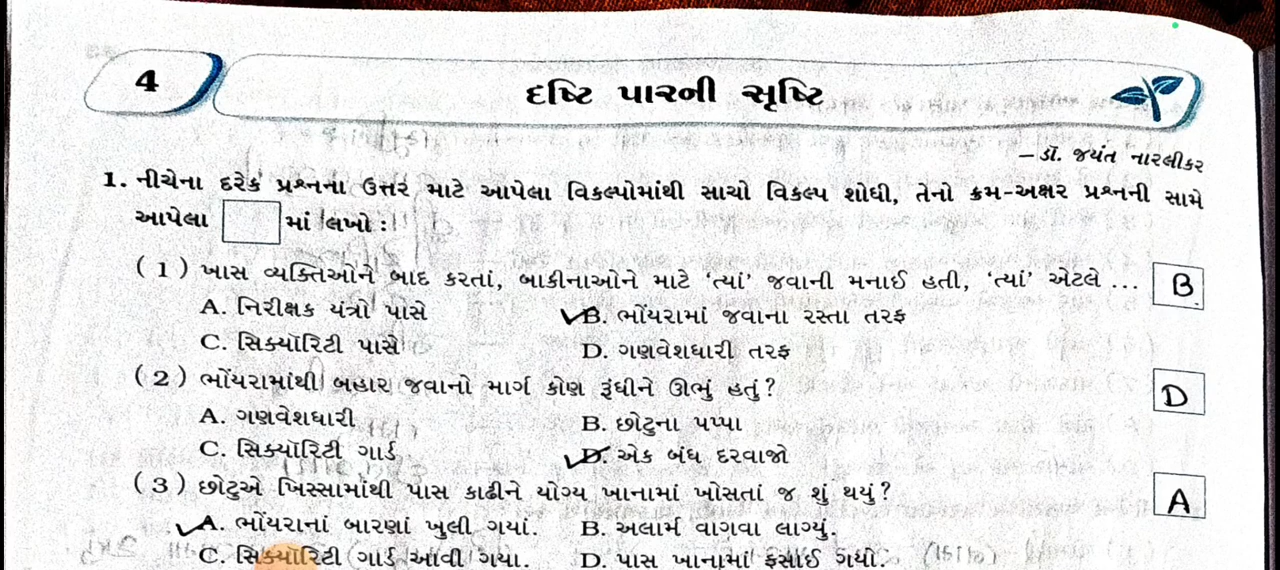 4
દૃષ્ટિ પારની સૃષ્ટિ
–ડૉ. જયંત નારલીકર
1. નીચેના દરેક પ્રશ્નના ઉત્તર માટે આપેલા વિકલ્પોમાંથી સાચો વિકલ્પ શોધી, તેનો ક્રમ-અક્ષર પ્રશ્નની સામે
આપેલા માં લખો :
(1) ખાસ વ્યક્તિઓને બાદ કરતાં, બાકીનાઓને માટે ‘ત્યાં’ જવાની મનાઈ હતી, ‘ત્યાં’ એટલે ... B
A. નિરીક્ષક યંત્રો પાસે B. ભોંયરામાં જવાના રસ્તા તરફ
C. સિક્યૉરિટી પાસે D. ગણવેશધારી તરફ
(2) ભોંયરામાંથી બહાર જવાનો માર્ગ કોણ રૂંધીને ઊભું હતું? D
A. ગણવેશધારી B. છોટુના પપ્પા
C. સિક્યૉરિટી ગાર્ડ D. એક બંધ દરવાજો
(3) છોટુએ ખિસ્સામાંથી પાસ કાઢીને યોગ્ય ખાનામાં ખોસતાં જ શું થયું? A
A. ભોંયરાનાં બારણાં ખુલી ગયાં. B. અલાર્મ વાગવા લાગ્યું.
C. સિક્યૉરિટી ગાર્ડ આવી ગયો. D. પાસ ખાનામાં ફસાઈ ગયો.